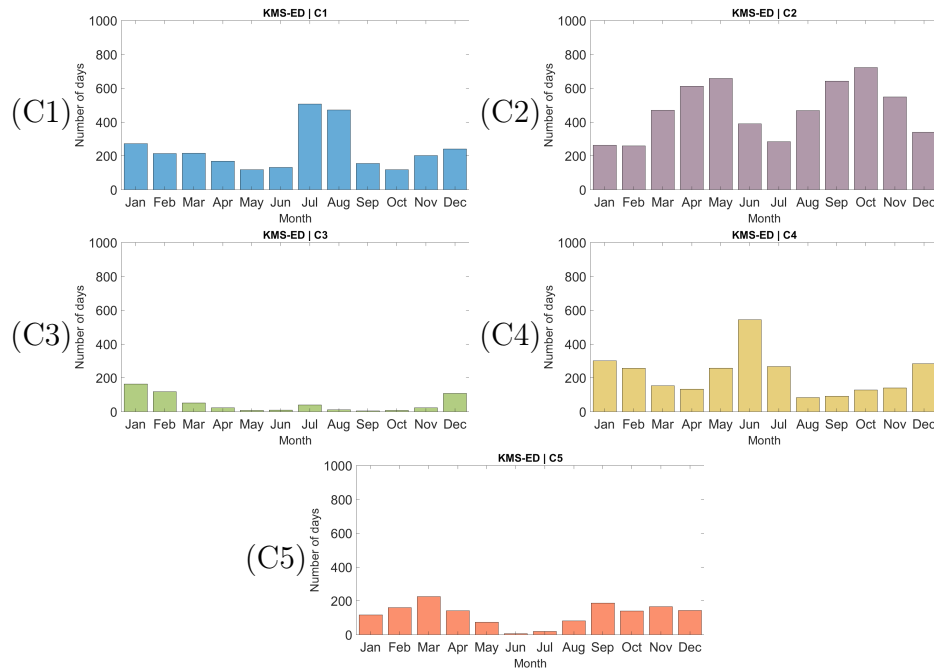 KMS-ED | C1
(C1)
Number of days
1000
800
600
400
200
0
Jan Feb Mar Apr May Jun Jul Aug Sep Oct Nov Dec
Month
KMS-ED | C2
(C2)
Number of days
1000
800
600
400
200
0
Jan Feb Mar Apr May Jun Jul Aug Sep Oct Nov Dec
Month
KMS-ED | C3
(C3)
Number of days
1000
800
600
400
200
0
Jan Feb Mar Apr May Jun Jul Aug Sep Oct Nov Dec
Month
KMS-ED | C4
(C4)
Number of days
1000
800
600
400
200
0
Jan Feb Mar Apr May Jun Jul Aug Sep Oct Nov Dec
Month
KMS-ED | C5
(C5)
Number of days
1000
800
600
400
200
0
Jan Feb Mar Apr May Jun Jul Aug Sep Oct Nov Dec
Month